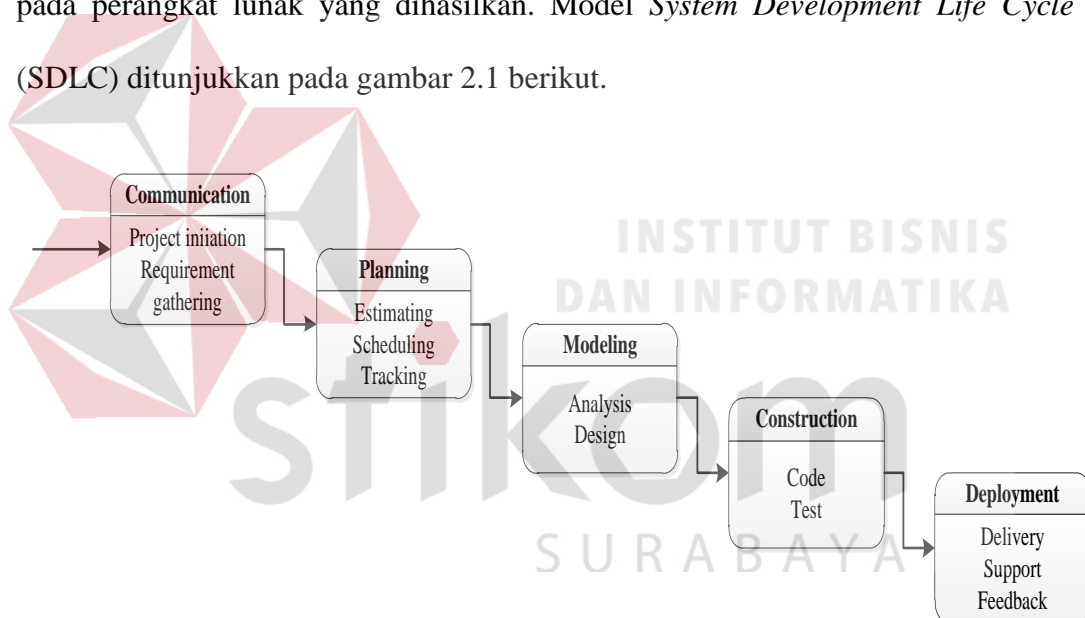 pada perangkat lunak yang dihasilkan. Model System Development Life Cycle
(SDLC) ditunjukkan pada gambar 2.1 berikut.
Communication
Project iniiation
Requirement
gathering
Planning
Estimating
Scheduling
Tracking
Modeling
Analysis
Design
Construction
Code
Test
Deployment
Delivery
Support
Feedback
INSTITUT BISNIS
DAN INFORMATIKA
stikom
SURABAYA